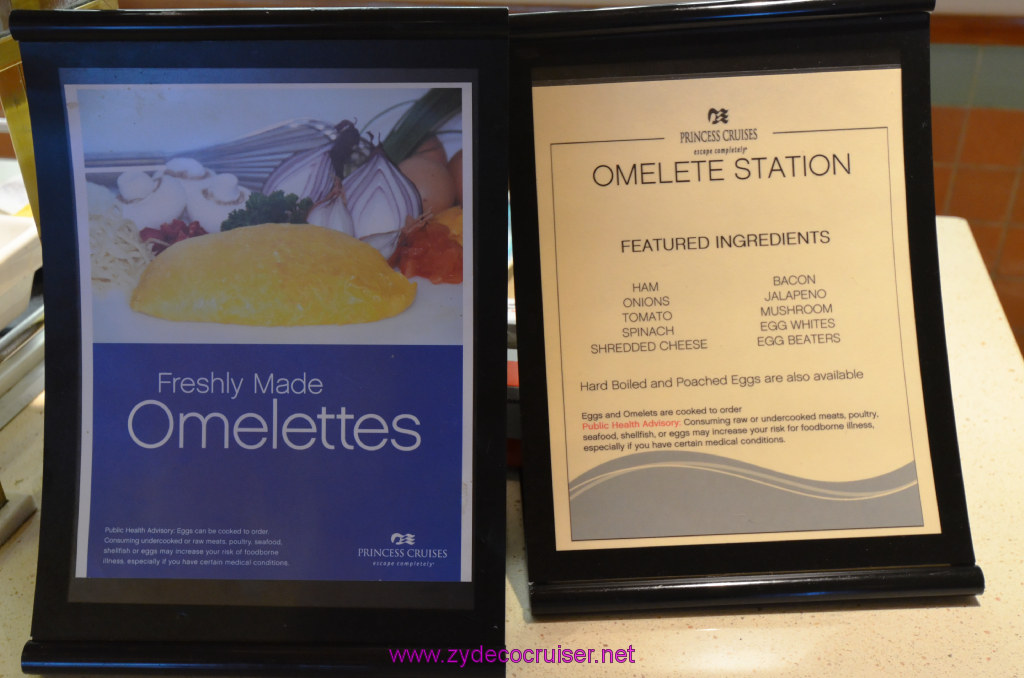 Freshly Made
Omelettes
Public Health Advisory: Eggs can be cooked to order.
Consuming undercooked or raw meats, poultry, seafood,
shellfish or eggs may increase your risk of foodborne
illness, especially if you have certain medical conditions.
PRINCESS CRUISES
escape completely®
PRINCESS CRUISES
escape completely®
OMELETE STATION
FEATURED INGREDIENTS
HAM
ONIONS
TOMATO
SPINACH
SHREDDED CHEESE
BACON
JALAPENO
MUSHROOM
EGG WHITES
EGG BEATERS
Hard Boiled and Poached Eggs are also available
Eggs and Omelets are cooked to order
Public Health Advisory: Consuming raw or undercooked meats, poultry,
seafood, shellfish, or eggs may increase your risk for foodborne illness,
especially if you have certain medical conditions.
www.zydecocruiser.net